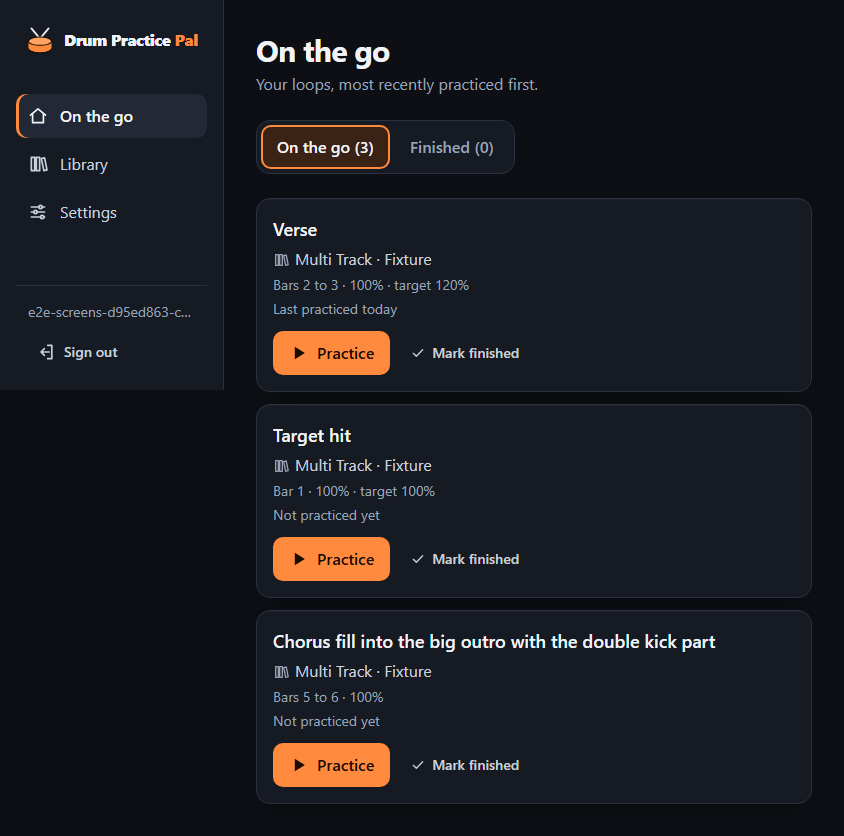 Drum Practice Pal
On the go
Library
Settings
e2e-screens-d95ed863-c...
Sign out
On the go
Your loops, most recently practiced first.
On the go (3)
Finished (0)
Verse
Multi Track · Fixture
Bars 2 to 3 · 100% · target 120%
Last practiced today
Practice
Mark finished
Target hit
Multi Track · Fixture
Bar 1 · 100% · target 100%
Not practiced yet
Practice
Mark finished
Chorus fill into the big outro with the double kick part
Multi Track · Fixture
Bars 5 to 6 · 100%
Not practiced yet
Practice
Mark finished